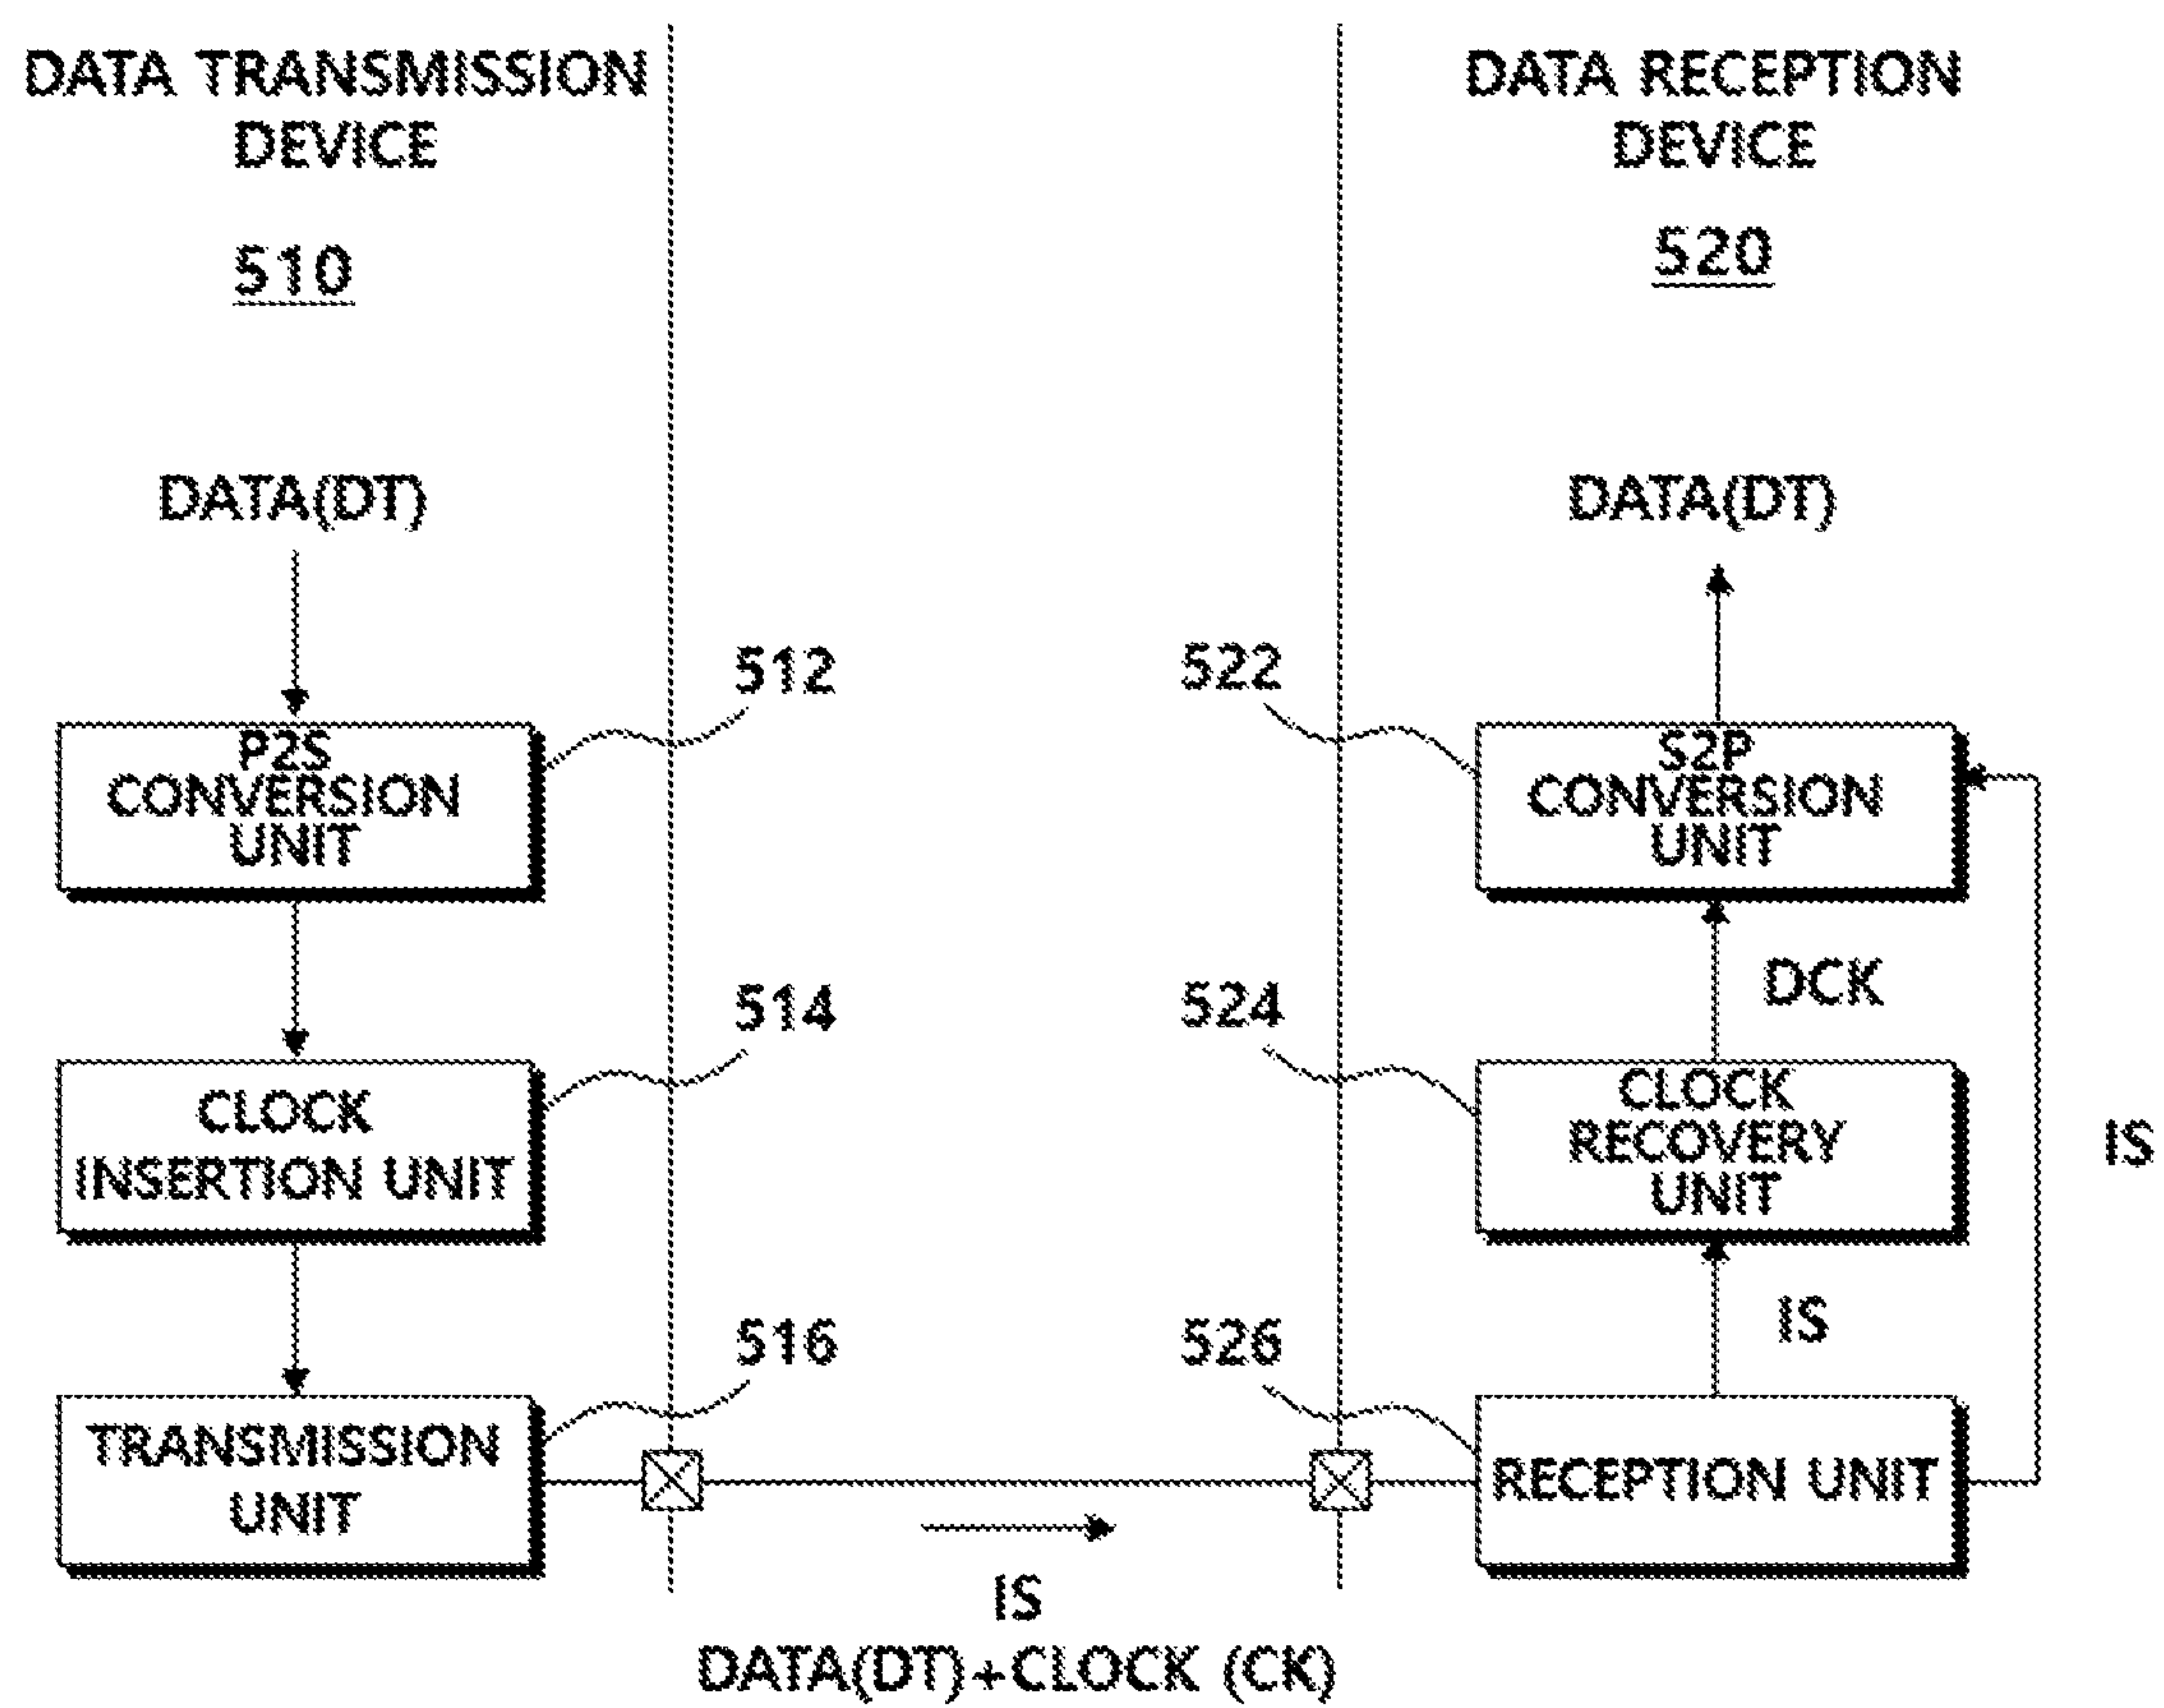 DATA TRANSMISSION
DEVICE
510
DATA RECEPTION
DEVICE
520
DATA(DT)
DATA(DT)
512
522
P2S
CONVERSION
UNIT
S2P
CONVERSION
UNIT
DCK
514
524
CLOCK
INSERTION UNIT
CLOCK
RECOVERY
UNIT
IS
IS
516
526
TRANSMISSION
UNIT
RECEPTION UNIT
IS
DATA(DT)+CLOCK (CK)